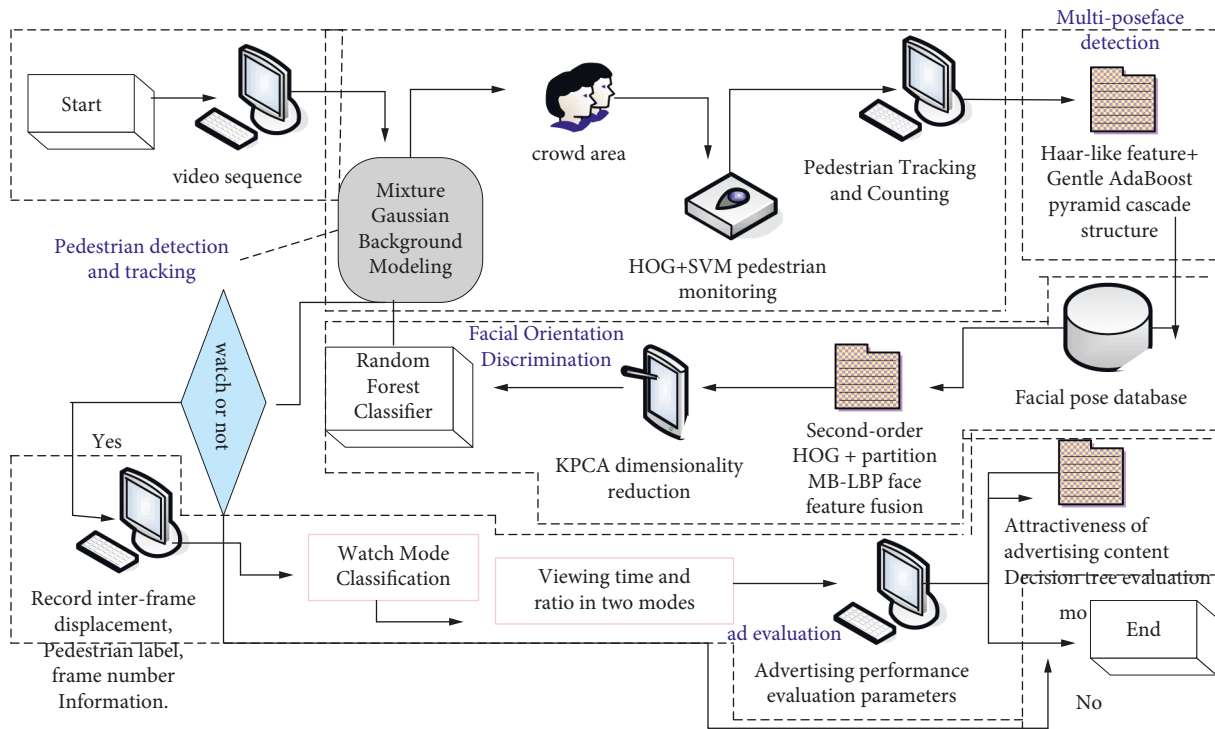 Multi-poseface
detection
Start
video sequence
crowd area
Pedestrian Tracking
and Counting
Haar-like feature+
Gentle AdaBoost
pyramid cascade
structure
Mixture
Gaussian
Background
Modeling
HOG+SVM pedestrian
monitoring
Pedestrian detection
and tracking
Facial Orientation
Discrimination
Random
Forest
Classifier
KPCA dimensionality
reduction
Second-order
HOG + partition
MB-LBP face
feature fusion
Facial pose database
watch or not
Yes
Record inter-frame
displacement,
Pedestrian label,
frame number
Information.
Watch Mode
Classification
Viewing time and
ratio in two modes
ad evaluation
Advertising performance
evaluation parameters
Attractiveness of
advertising content
Decision tree evaluation
mo
End
No